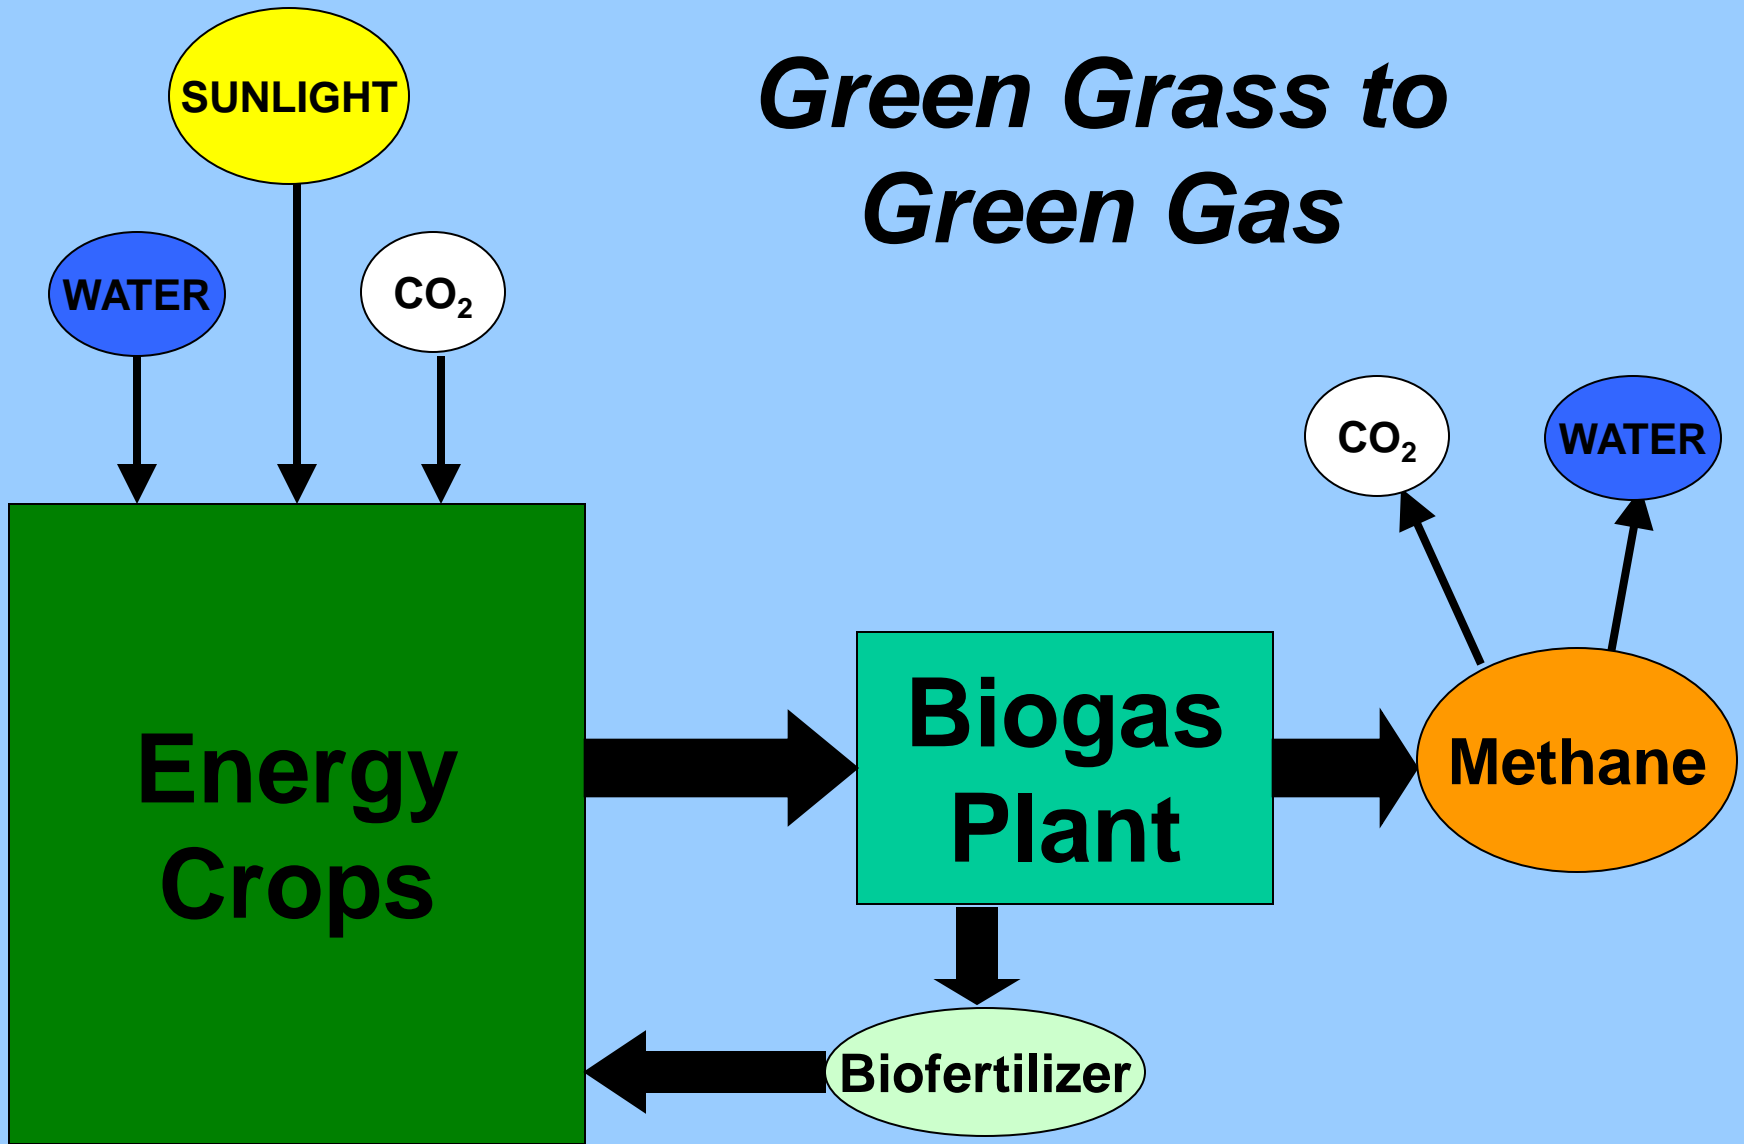 SUNLIGHT
Green Grass to
Green Gas
WATER
CO₂
CO₂
WATER
Energy
Crops
Biogas
Plant
Methane
Biofertilizer